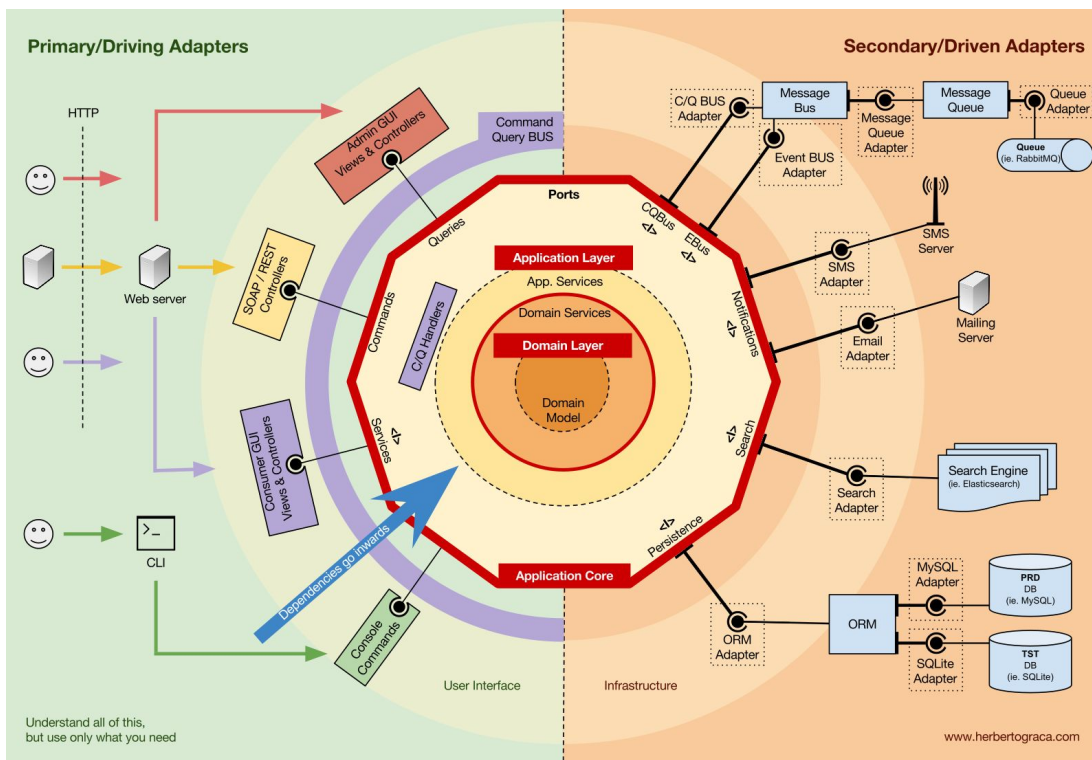 Primary/Driving Adapters
Secondary/Driven Adapters
HTTP
Web server
CLI
Admin GUI
Views & Controllers
SOAP / REST
Controllers
Consumer GUI
Views & Controllers
Console
Commands
Command
Query BUS
Ports
Queries
Commands
Services
</>
C/Q Handlers
Application Layer
App. Services
Domain Services
Domain Layer
Domain
Model
Application Core
Dependencies go inwards
CQBus
</>
EBus
</>
Notifications
</>
Search
</>
Persistence
</>
C/Q BUS
Adapter
Message
Bus
Event BUS
Adapter
Message
Queue
Adapter
Message
Queue
Queue
Adapter
Queue
(ie. RabbitMQ)
SMS
Adapter
SMS
Server
Email
Adapter
Mailing
Server
Search
Adapter
Search Engine
(ie. Elasticsearch)
ORM
Adapter
ORM
MySQL
Adapter
PRD
DB
(ie. MySQL)
SQLite
Adapter
TST
DB
(ie. SQLite)
User Interface
Infrastructure
Understand all of this,
but use only what you need
www.herbertograca.com